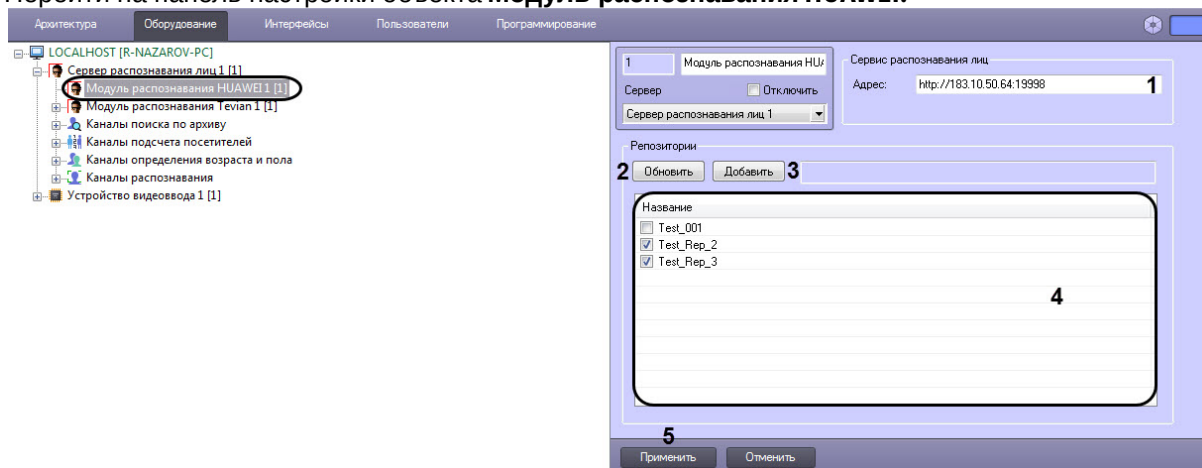 Перейти на панель настройки объекта Модуль распознавания HUAWEI.
Архитектура Оборудование Интерфейсы Пользователи Программирование
LOCALHOST [R-NAZAROV-PC]
Сервер распознавания лиц 1 [1]
Модуль распознавания HUAWEI 1 [1]
Модуль распознавания Tevian 1 [1]
Каналы поиска по архиву
Каналы подсчета посетителей
Каналы определения возраста и пола
Каналы распознавания
Устройство видеоввода 1 [1]
1 Модуль распознавания HU
Сервер Отключить
Сервер распознавания лиц 1
Сервис распознавания лиц
Адрес: http://183.10.50.64:19998 1
Репозитории
2 Обновить Добавить 3
Название
Test_001
Test_Rep_2
Test_Rep_3
4
5
Применить Отменить